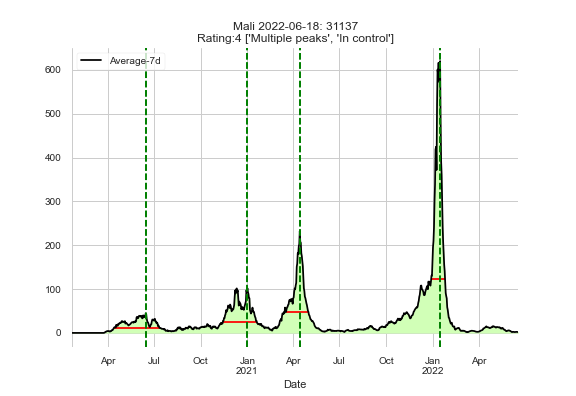 Mali 2022-06-18: 31137
Rating:4 ['Multiple peaks', 'In control']
Average-7d
600
500
400
300
200
100
0
Apr Jul Oct Jan Apr Jul Oct Jan Apr
2021 2022
Date